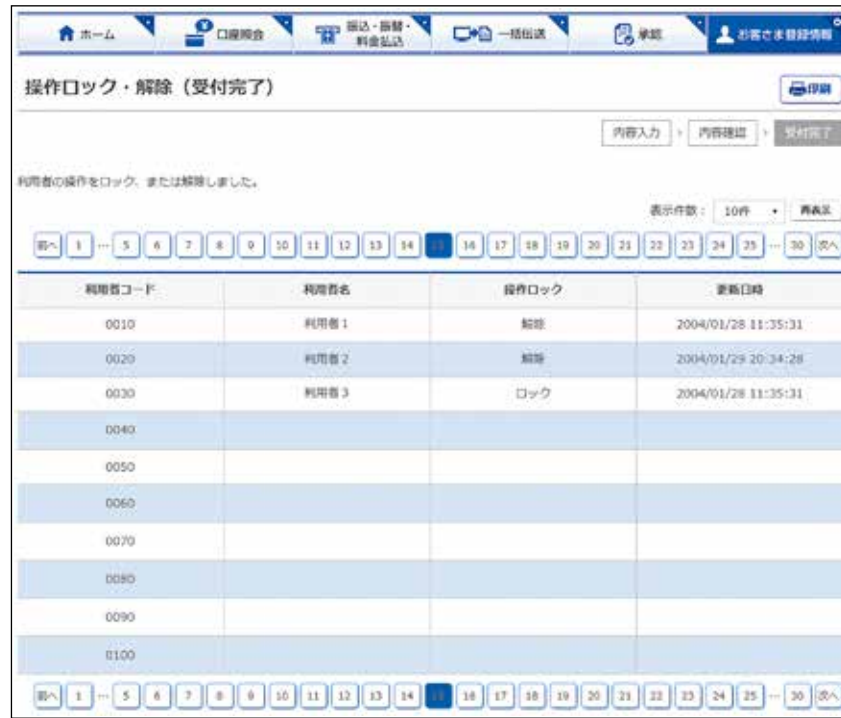 ホーム 口座照会 振込・振替・料金払込 一括伝送 承認 お客さま登録情報
操作ロック・解除（受付完了）
印刷
内容入力 内容確認 受付完了
利用者の操作をロック、または解除しました。
表示件数： 10件 再表示
前へ 1 … 5 6 7 8 9 10 11 12 13 14 15 16 17 18 19 20 21 22 23 24 25 … 30 次へ
利用者コード 利用者名 操作ロック 更新日時
0010 利用者1 解除 2004/01/28 11:35:31
0020 利用者2 解除 2004/01/29 20:34:28
0030 利用者3 ロック 2004/01/28 11:35:31
0040
0050
0060
0070
0080
0090
0100
前へ 1 … 5 6 7 8 9 10 11 12 13 14 15 16 17 18 19 20 21 22 23 24 25 … 30 次へ